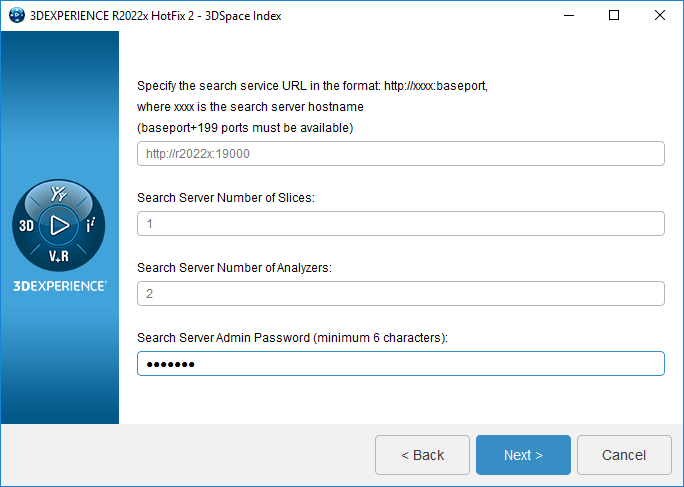 3DEXPERIENCE R2022x HotFix 2 - 3DSpace Index
Specify the search service URL in the format: http://xxxx:baseport,
where xxxx is the search server hostname
(baseport+199 ports must be available)
http://r2022x:19000
Search Server Number of Slices:
1
Search Server Number of Analyzers:
2
3D
i²
V+R
3DEXPERIENCE
Search Server Admin Password (minimum 6 characters):
●●●●●●●
< Back
Next >
Cancel